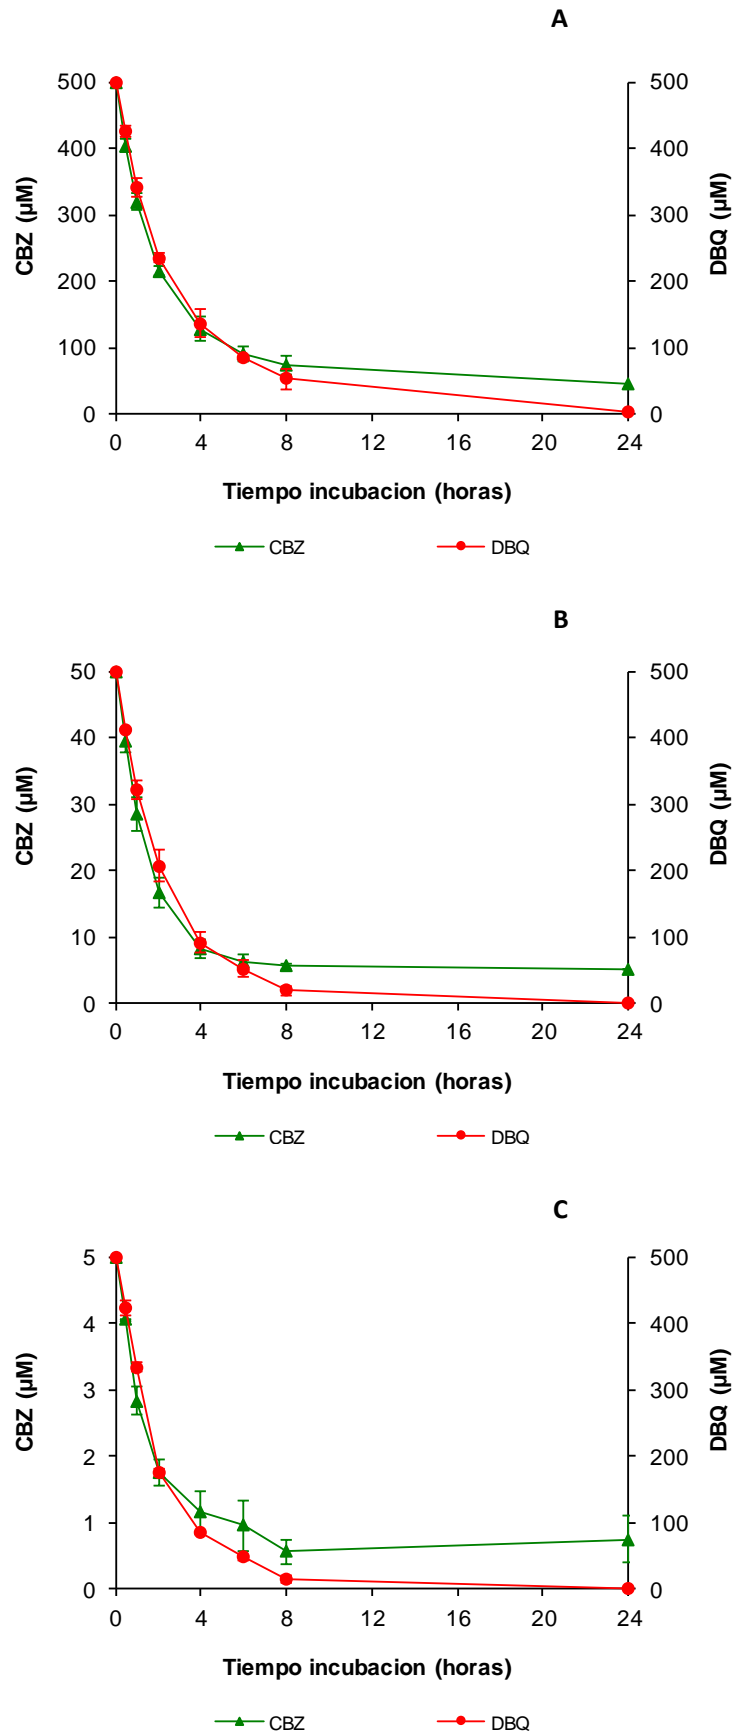 A
500
400
300
200
100
0
CBZ (µM)
500
400
300
200
100
0
DBQ (µM)
0 4 8 12 16 20 24
Tiempo incubacion (horas)
CBZ DBQ
B
50
40
30
20
10
0
CBZ (µM)
500
400
300
200
100
0
DBQ (µM)
0 4 8 12 16 20 24
Tiempo incubacion (horas)
CBZ DBQ
C
5
4
3
2
1
0
CBZ (µM)
500
400
300
200
100
0
DBQ (µM)
0 4 8 12 16 20 24
Tiempo incubacion (horas)
CBZ DBQ